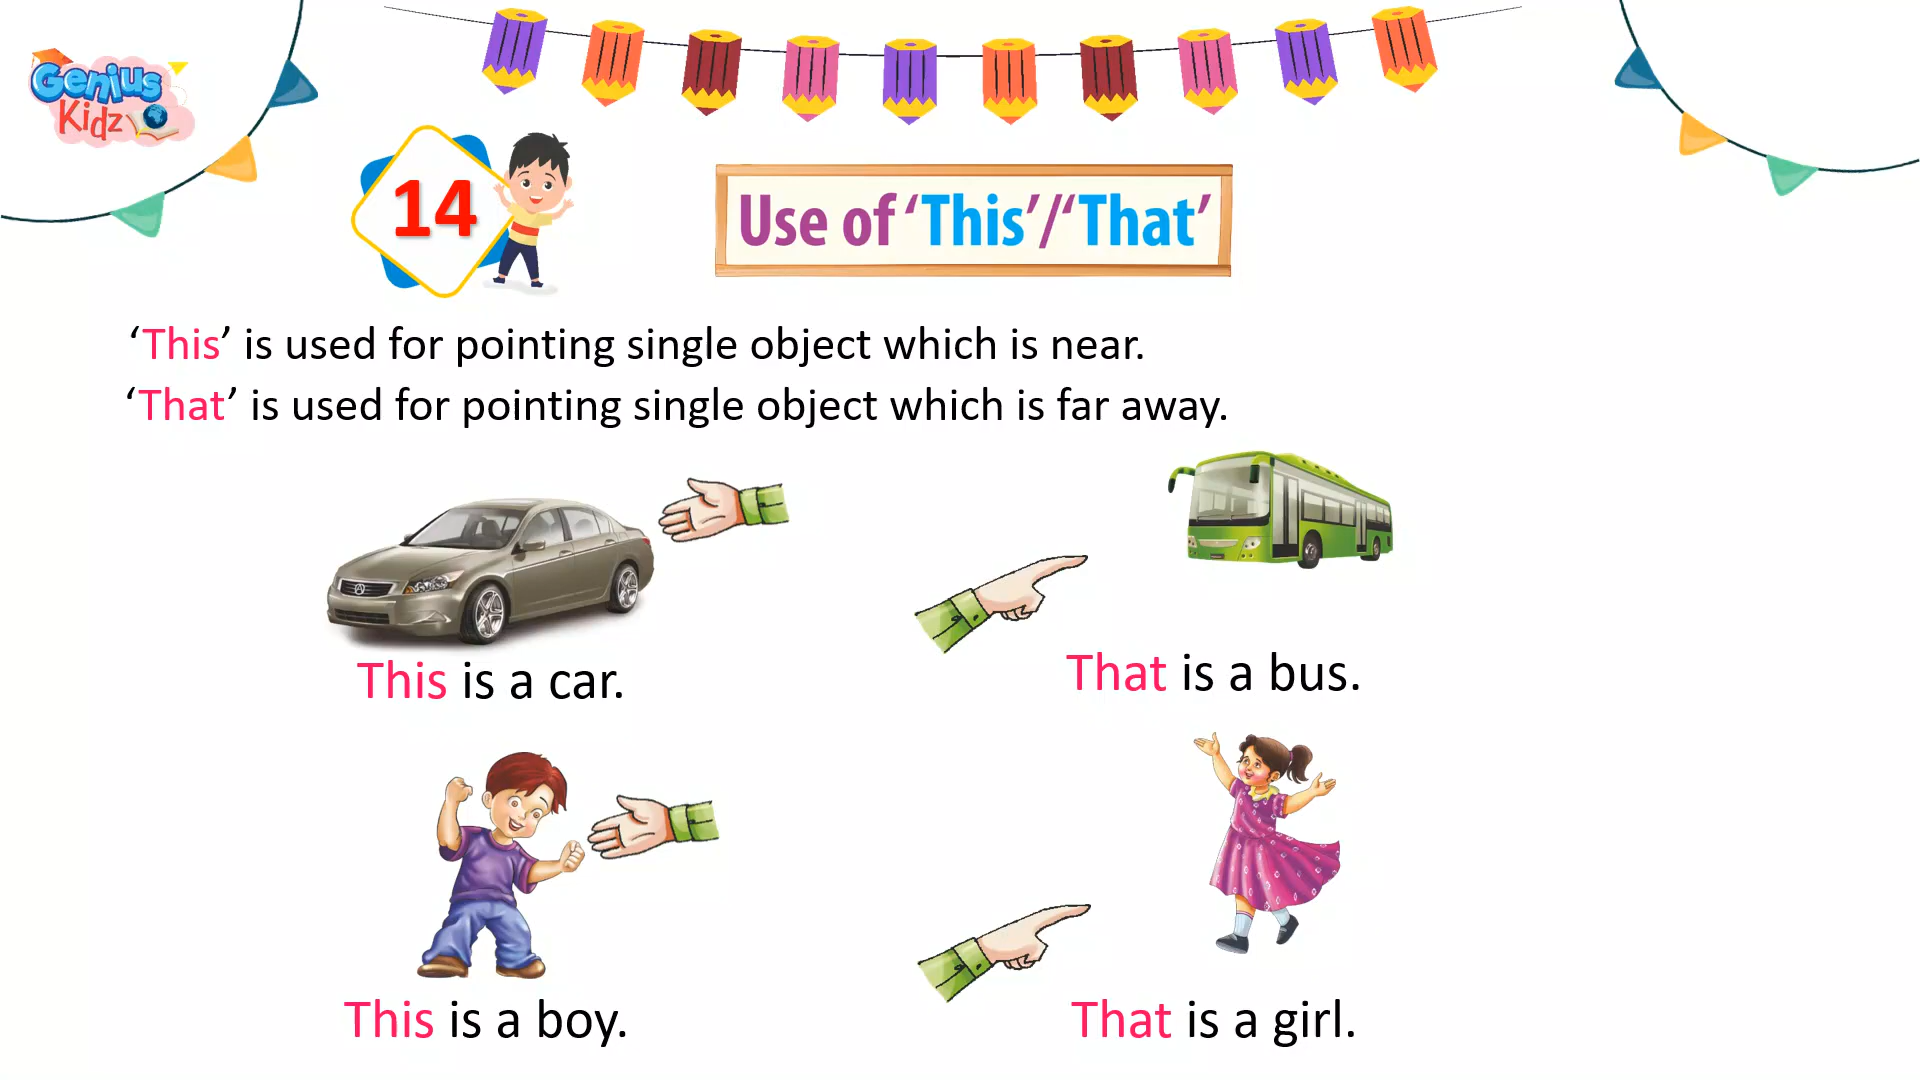 Genius
Kidz
14
Use of ‘This’/‘That’
‘This’ is used for pointing single object which is near.
‘That’ is used for pointing single object which is far away.
This is a car.
That is a bus.
This is a boy.
That is a girl.